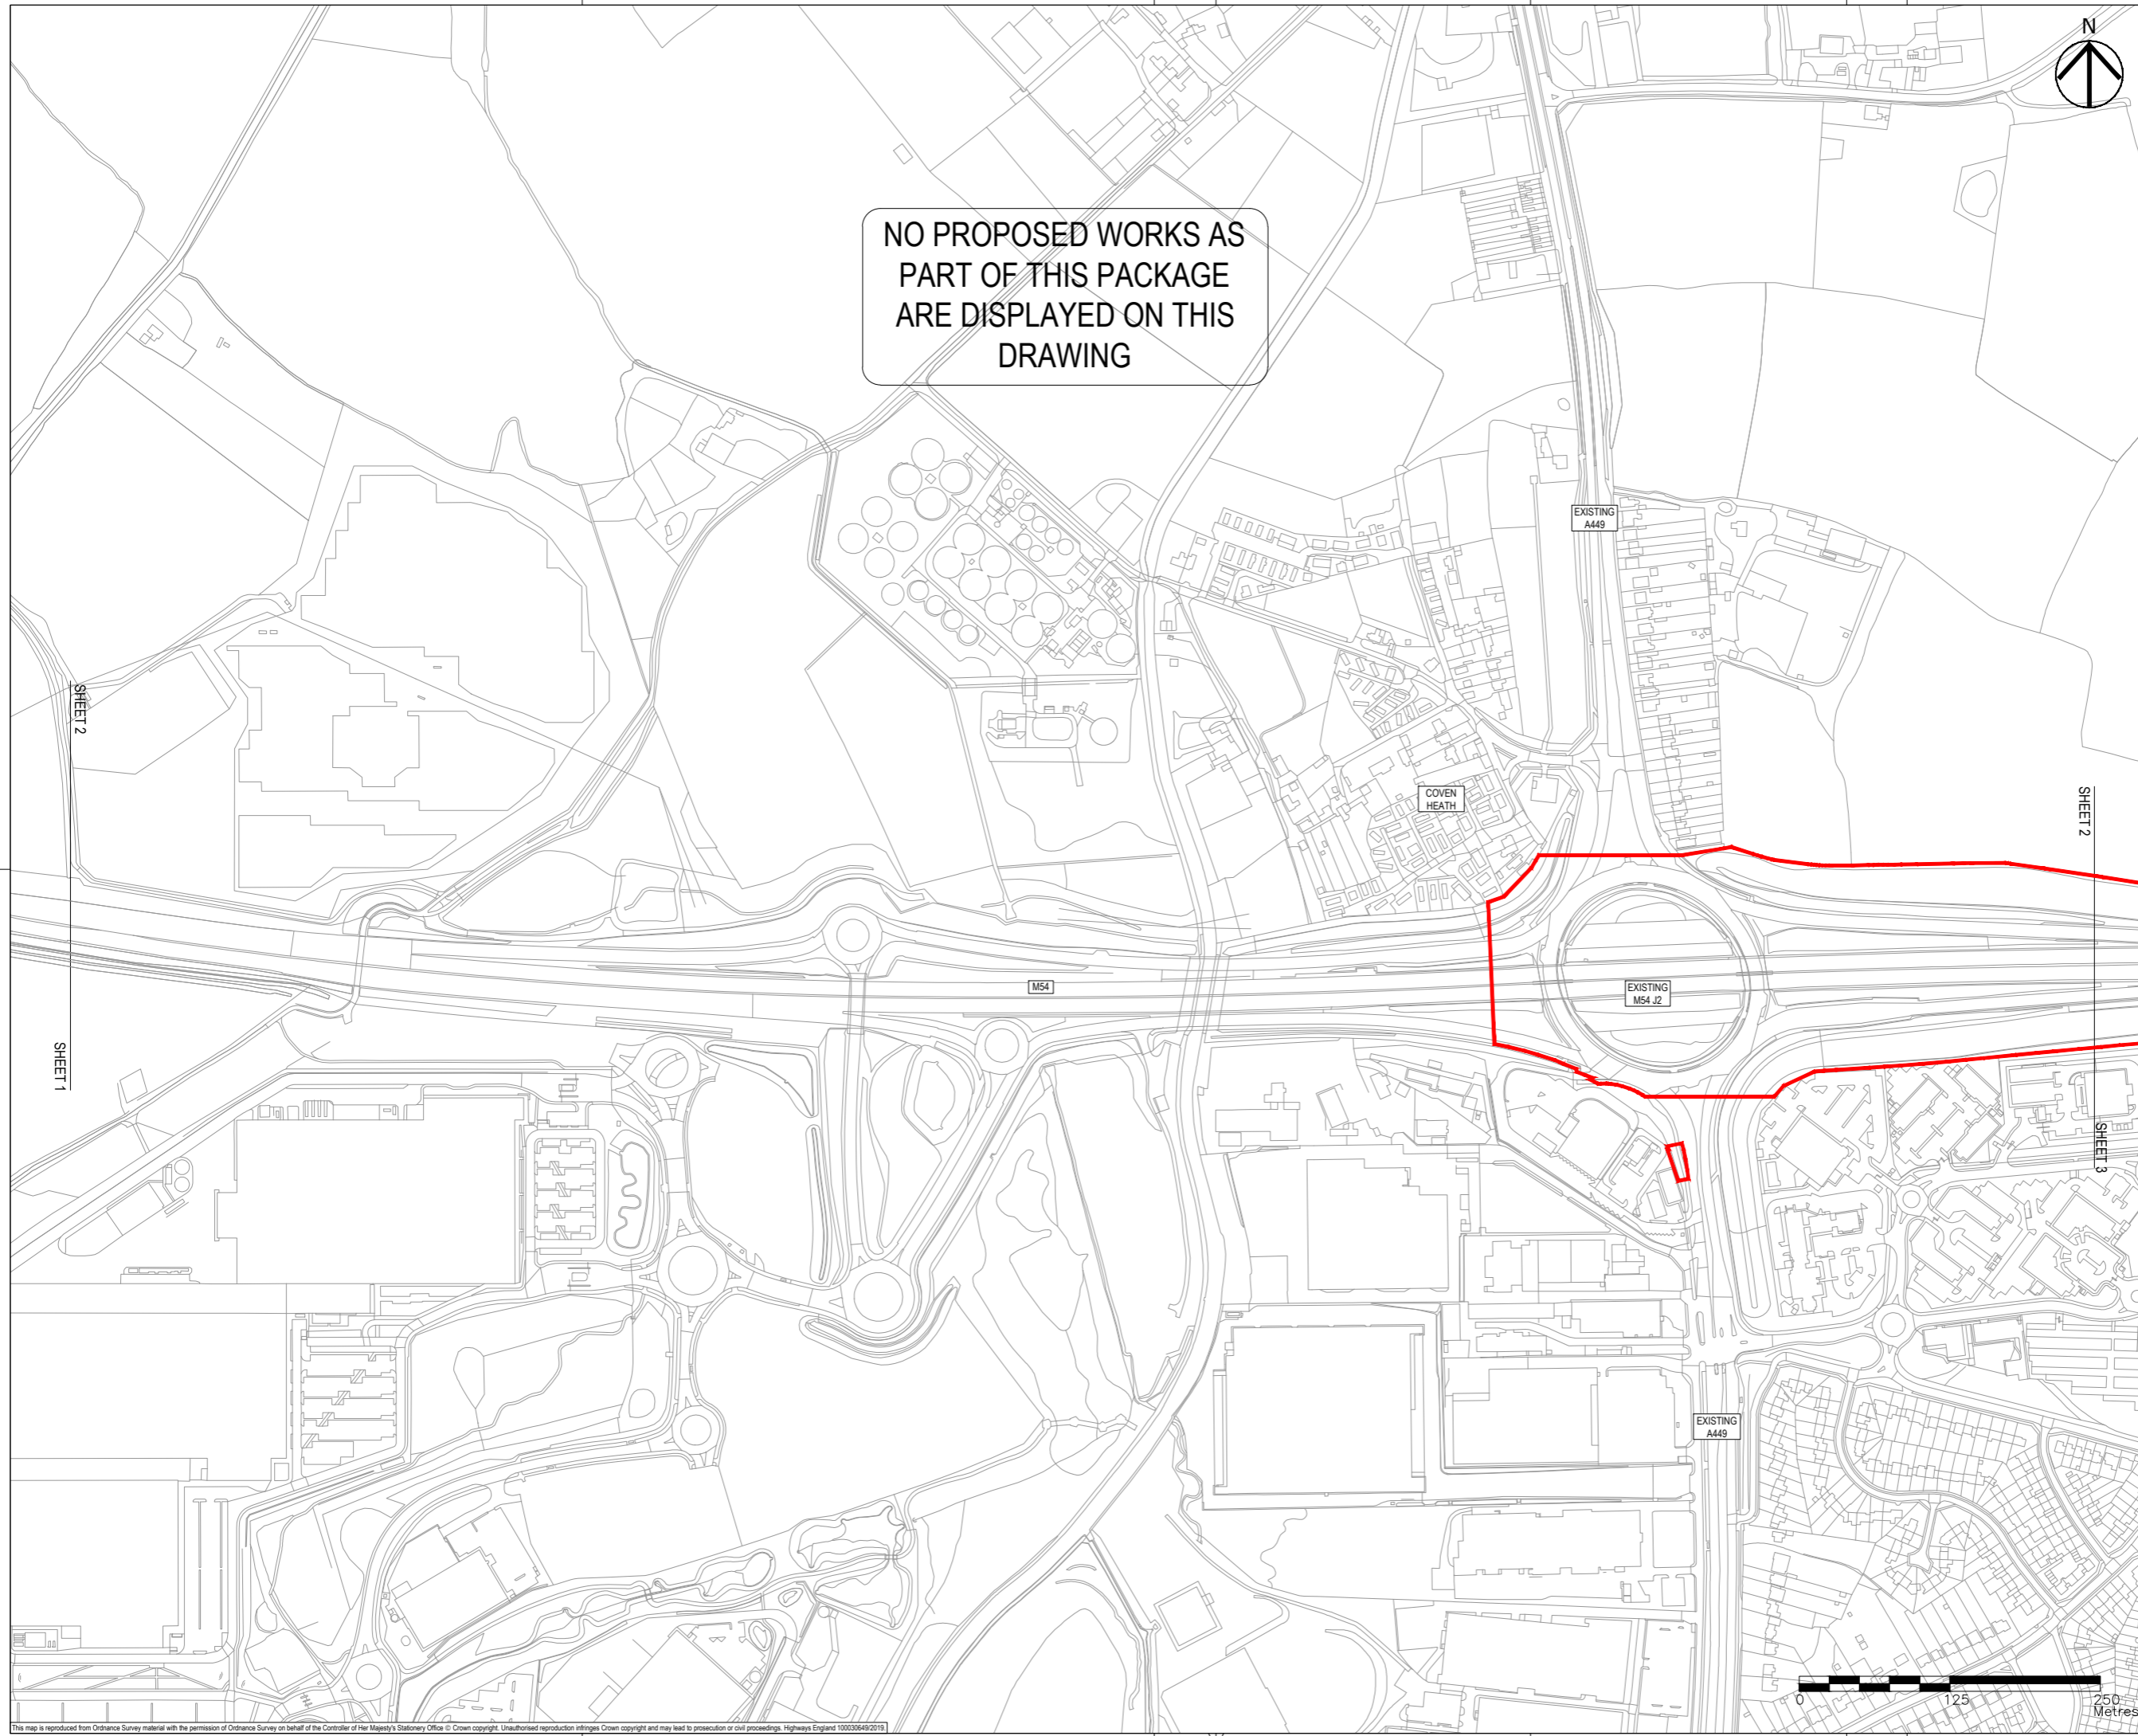 N
NO PROPOSED WORKS AS
PART OF THIS PACKAGE
ARE DISPLAYED ON THIS
DRAWING
EXISTING
A449
SHEET 2
COVEN
HEATH
SHEET 2
M54
EXISTING
M54 J2
SHEET 1
SHEET 3
EXISTING
A449
0 125 250
Metres
This map is reproduced from Ordnance Survey material with the permission of Ordnance Survey on behalf of the Controller of Her Majesty's Stationery Office © Crown copyright. Unauthorised reproduction infringes Crown copyright and may lead to prosecution or civil proceedings. Highways England 100030649/2019.